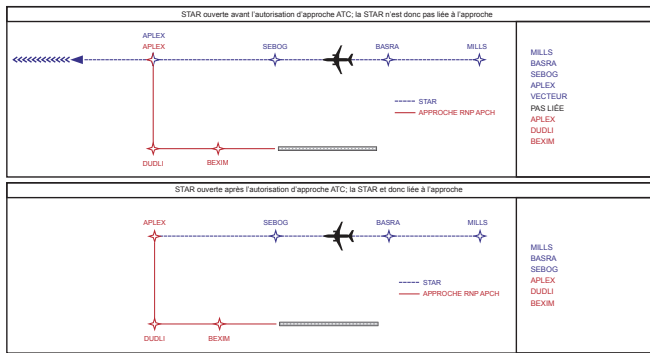 STAR ouverte avant l'autorisation d'approche ATC; la STAR n'est donc pas liée à l'approche
APLEX
APLEX
SEBOG
BASRA
MILLS
STAR
APPROCHE RNP APCH
DUDLI
BEXIM
MILLS
BASRA
SEBOG
APLEX
VECTEUR
PAS LIÉE
APLEX
DUDLI
BEXIM
STAR ouverte après l'autorisation d'approche ATC; la STAR et donc liée à l'approche
APLEX
SEBOG
BASRA
MILLS
STAR
APPROCHE RNP APCH
DUDLI
BEXIM
MILLS
BASRA
SEBOG
APLEX
DUDLI
BEXIM